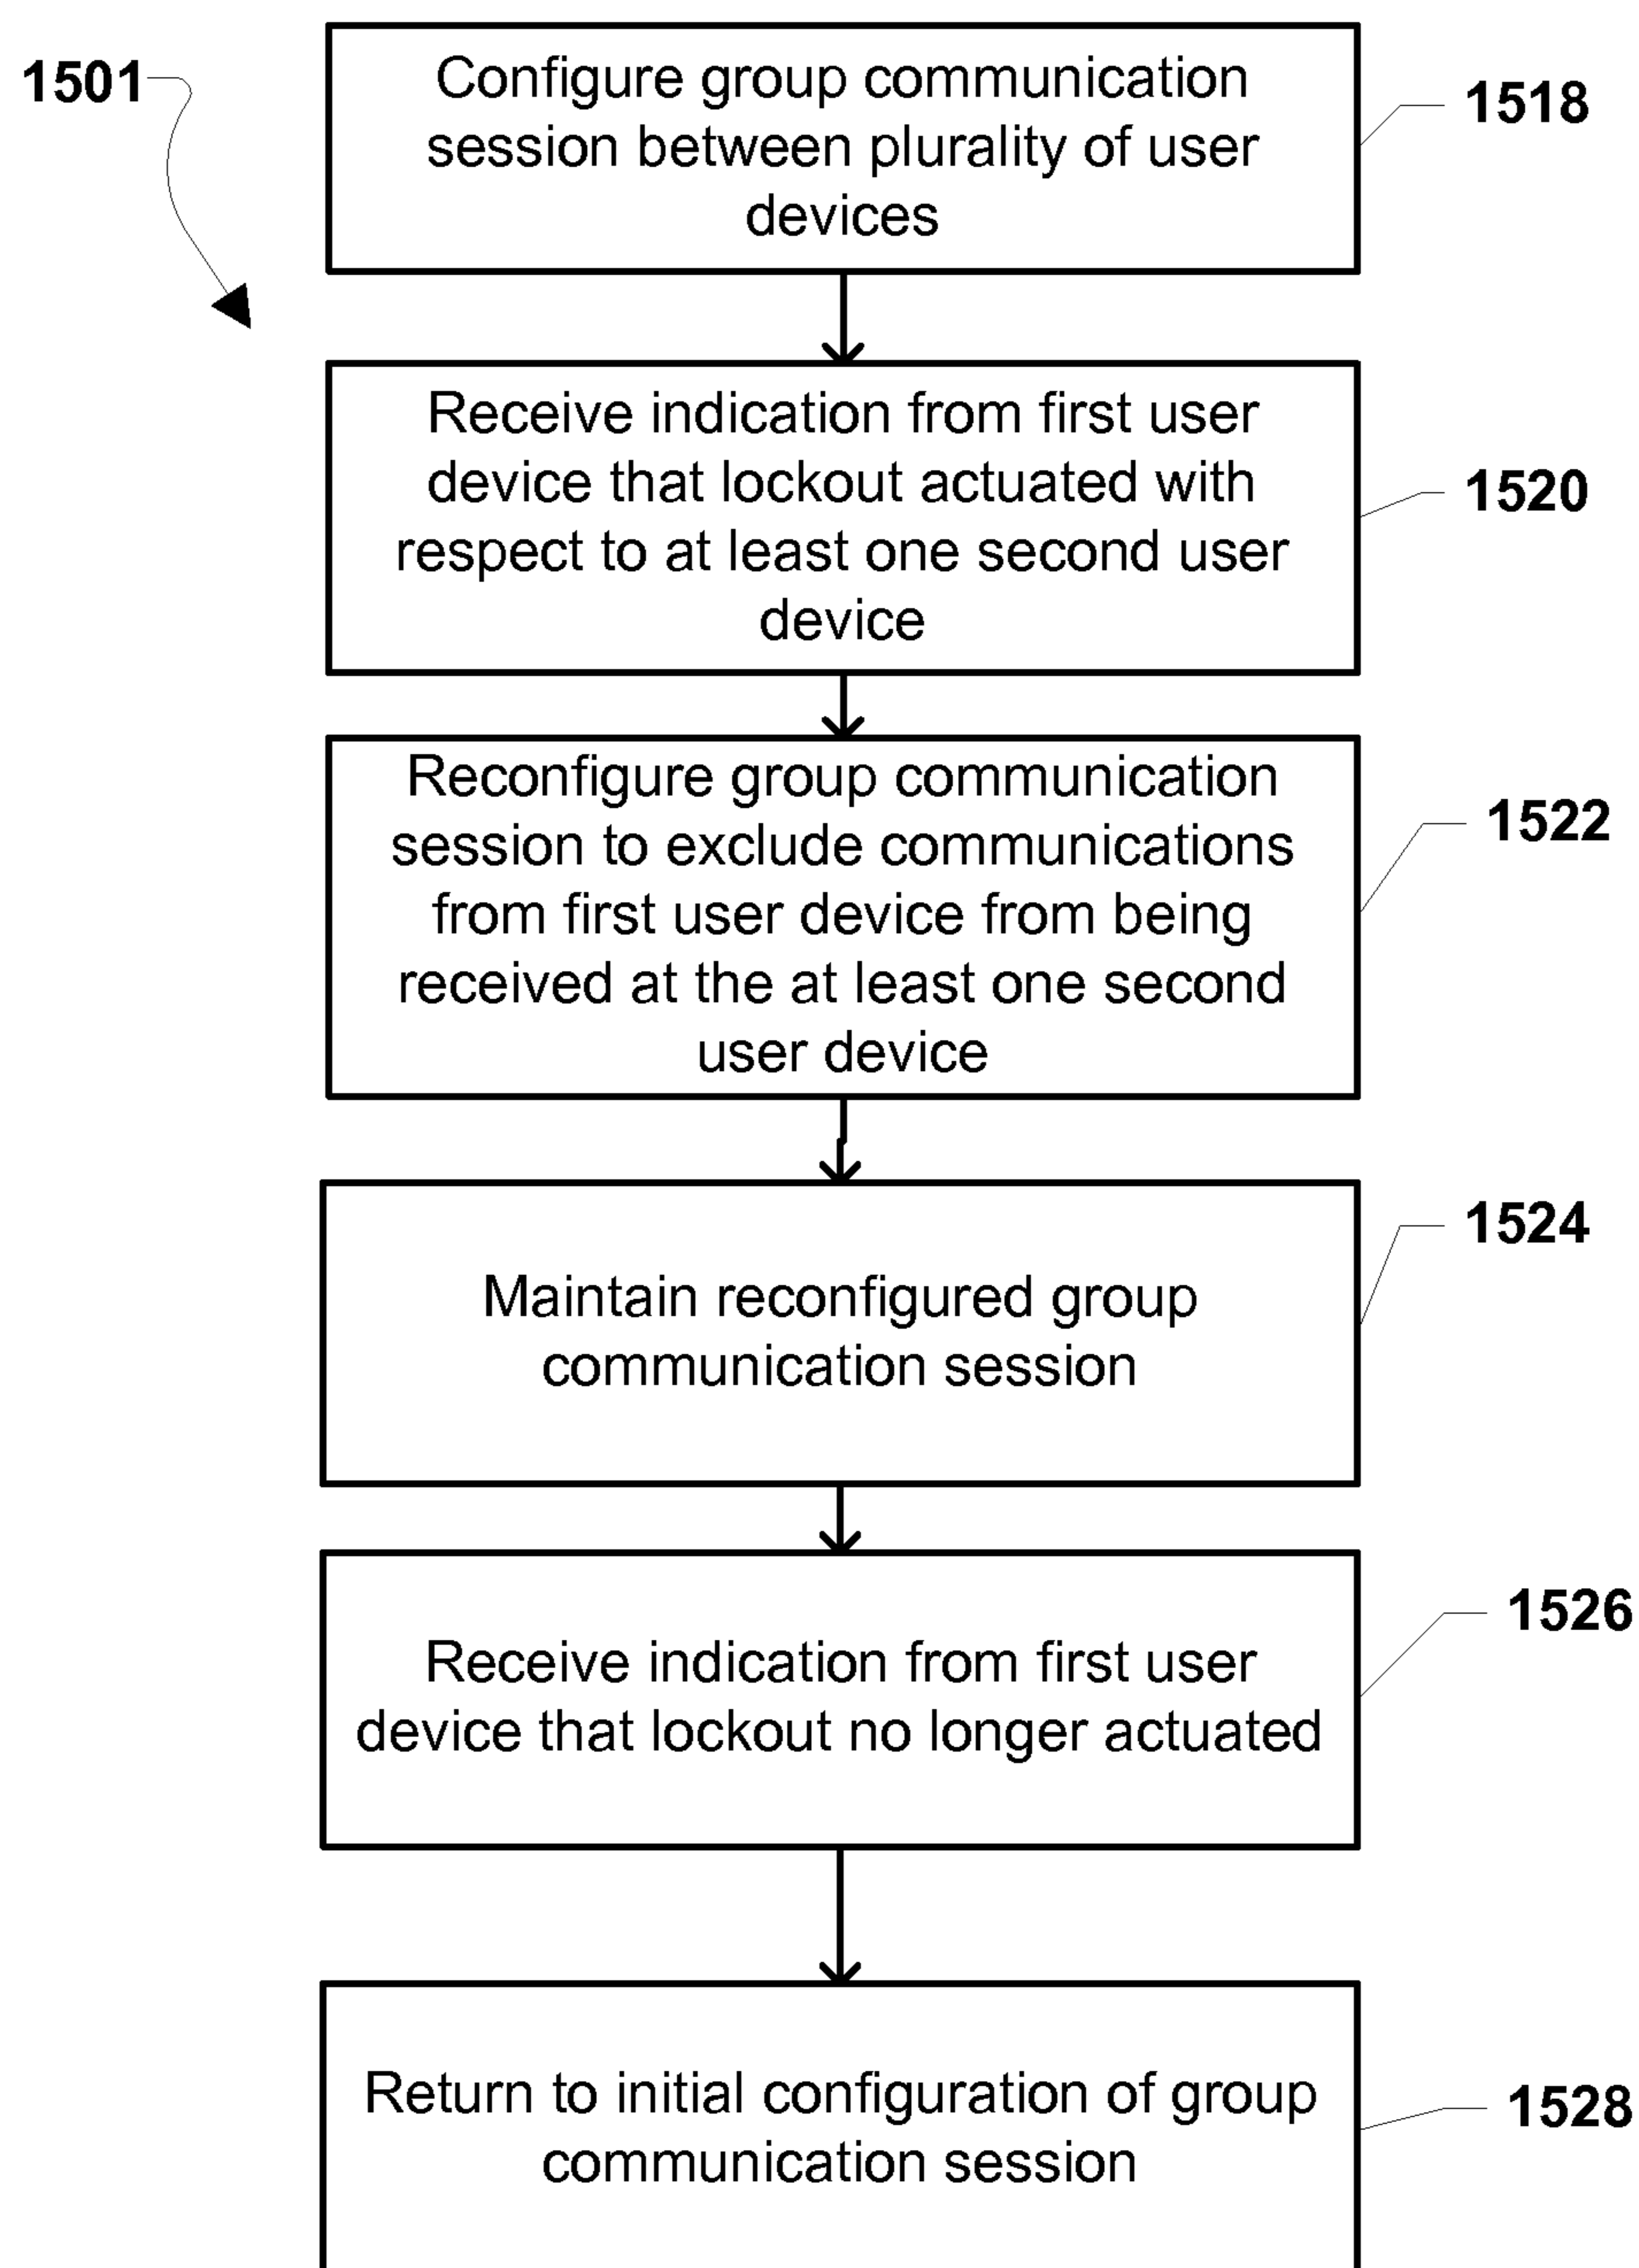 1501
Configure group communication
session between plurality of user
devices
1518
Receive indication from first user
device that lockout actuated with
respect to at least one second user
device
1520
Reconfigure group communication
session to exclude communications
from first user device from being
received at the at least one second
user device
1522
Maintain reconfigured group
communication session
1524
Receive indication from first user
device that lockout no longer actuated
1526
Return to initial configuration of group
communication session
1528